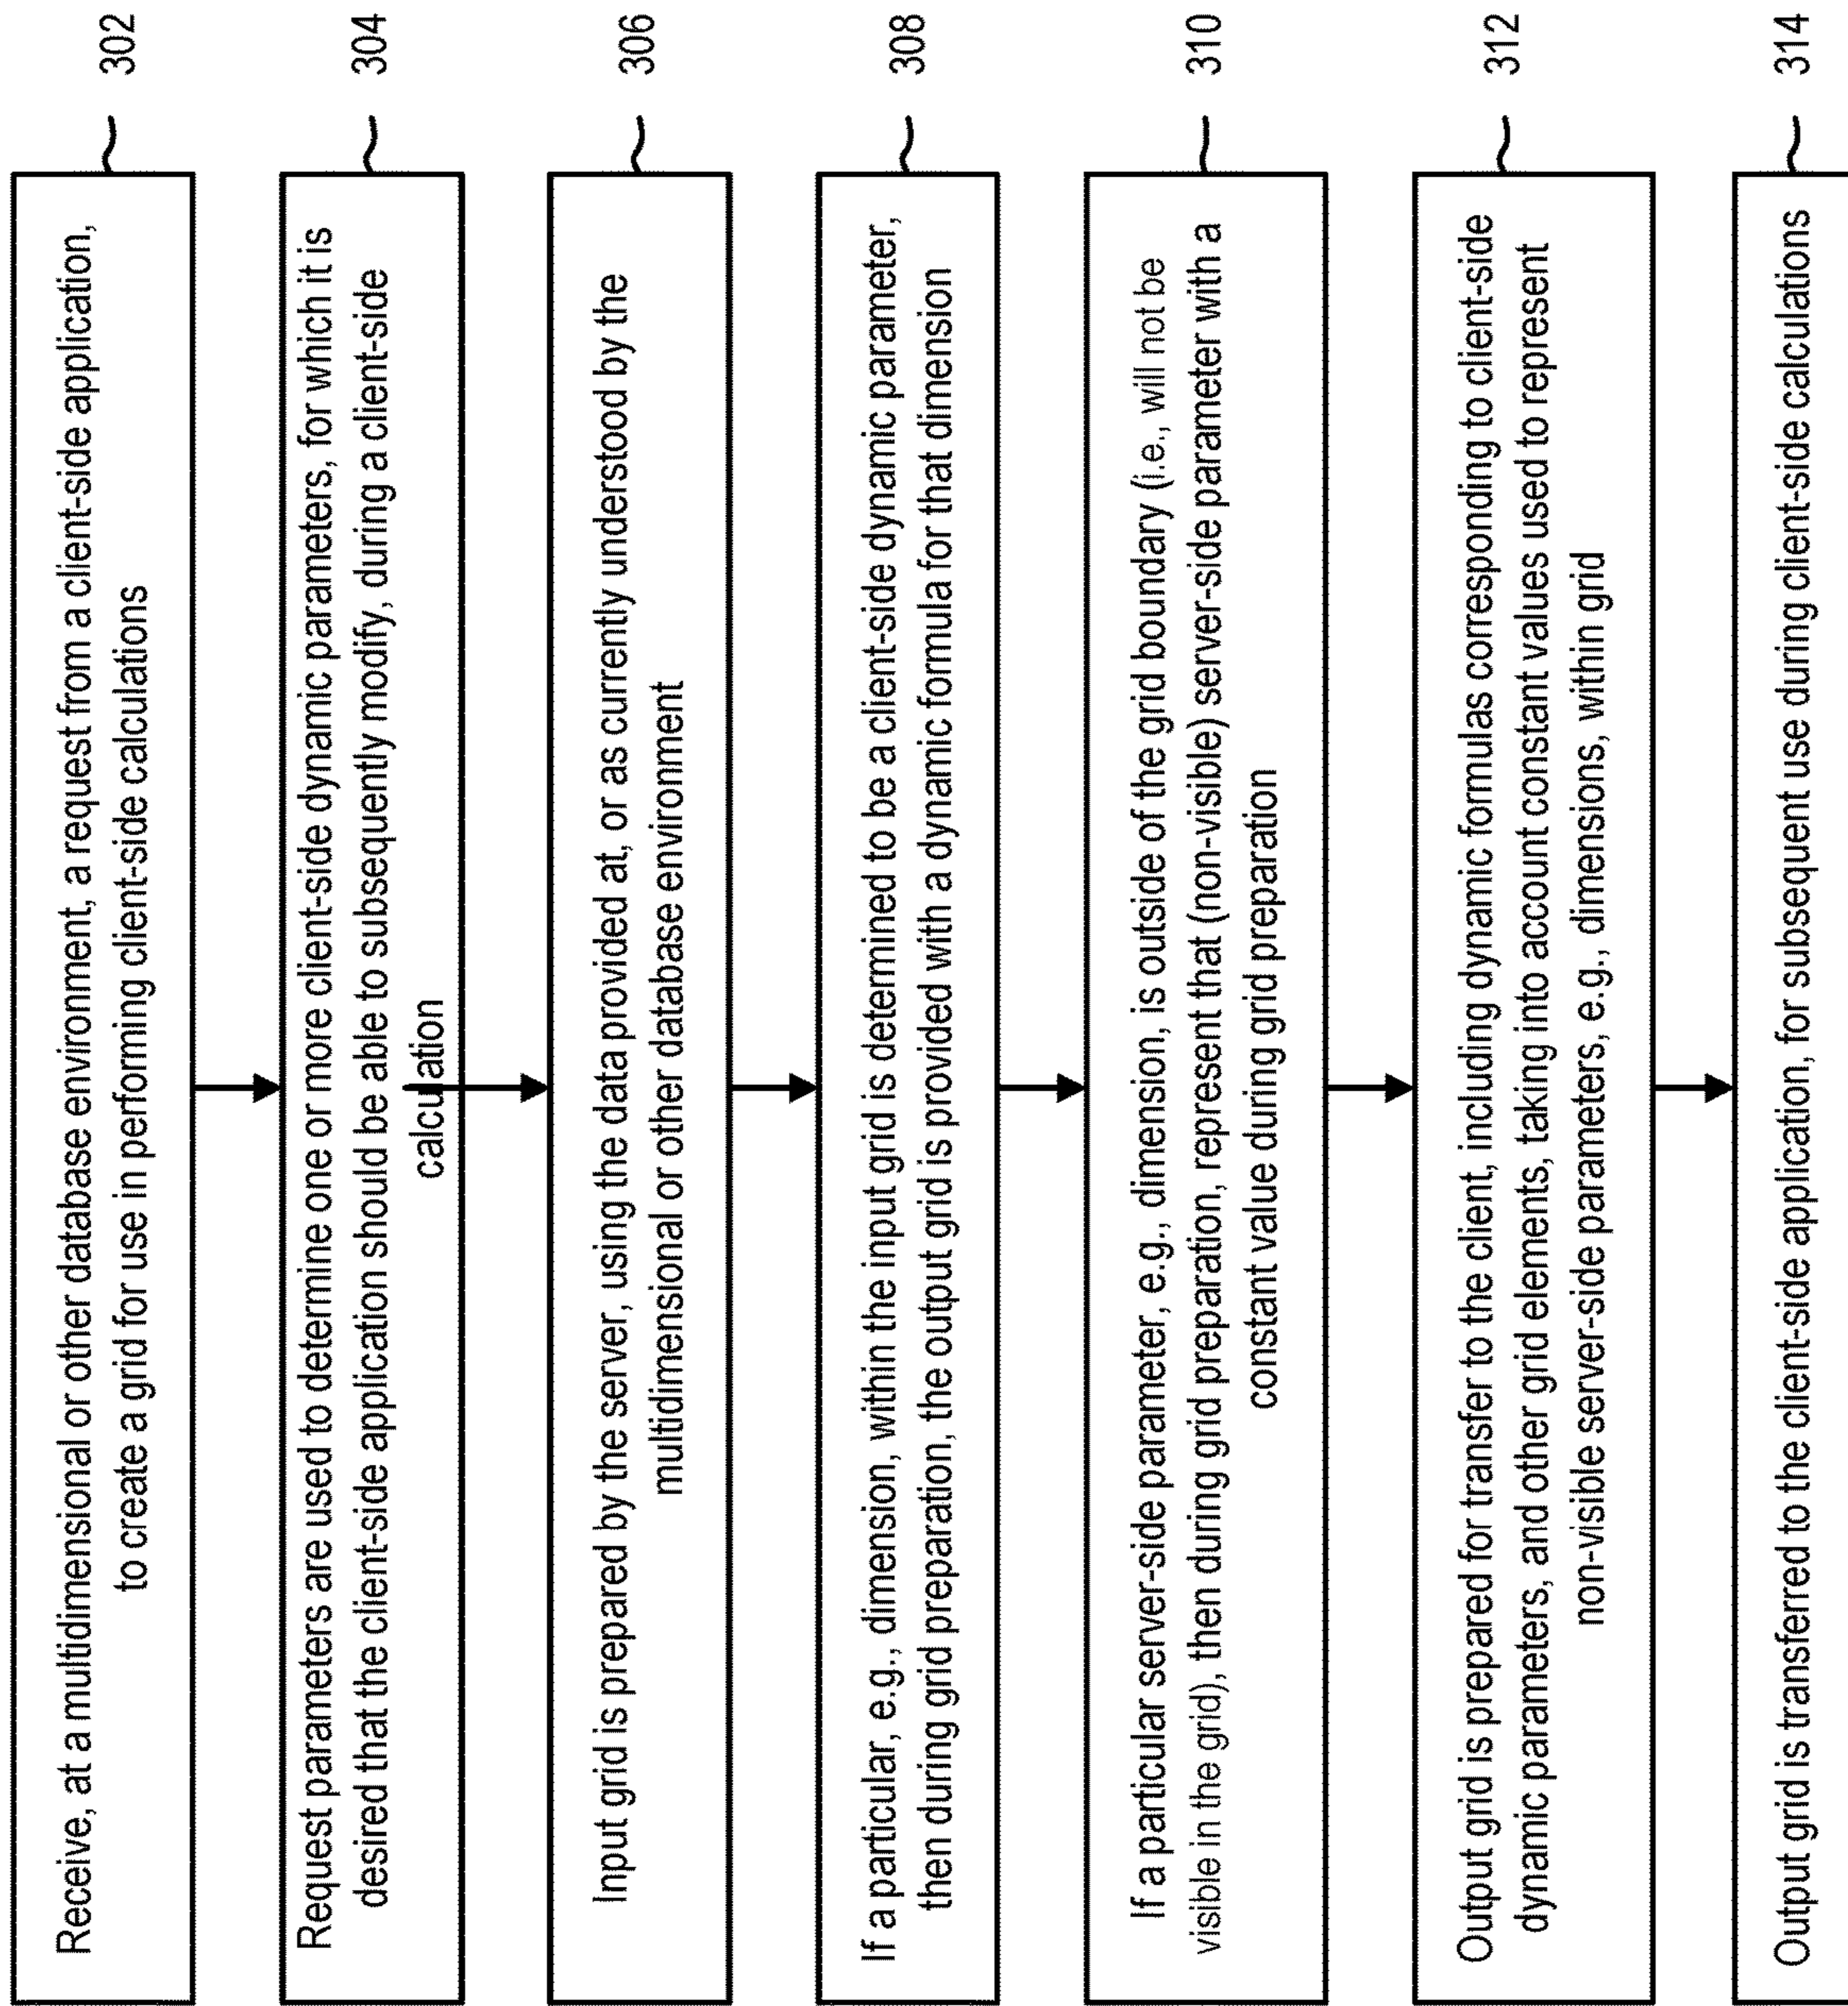 Receive, at a multidimensional or other database environment, a request from a client-side application,
to create a grid for use in performing client-side calculations
302
Request parameters are used to determine one or more client-side dynamic parameters, for which it is
desired that the client-side application should be able to subsequently modify, during a client-side
calculation
304
Input grid is prepared by the server, using the data provided at, or as currently understood by the
multidimensional or other database environment
306
If a particular, e.g., dimension, within the input grid is determined to be a client-side dynamic parameter,
then during grid preparation, the output grid is provided with a dynamic formula for that dimension
308
If a particular server-side parameter, e.g., dimension, is outside of the grid boundary (i.e., will not be
visible in the grid), then during grid preparation, represent that (non-visible) server-side parameter with a
constant value during grid preparation
310
Output grid is prepared for transfer to the client, including dynamic formulas corresponding to client-side
dynamic parameters, and other grid elements, taking into account constant values used to represent
non-visible server-side parameters, e.g., dimensions, within grid
312
Output grid is transferred to the client-side application, for subsequent use during client-side calculations
314